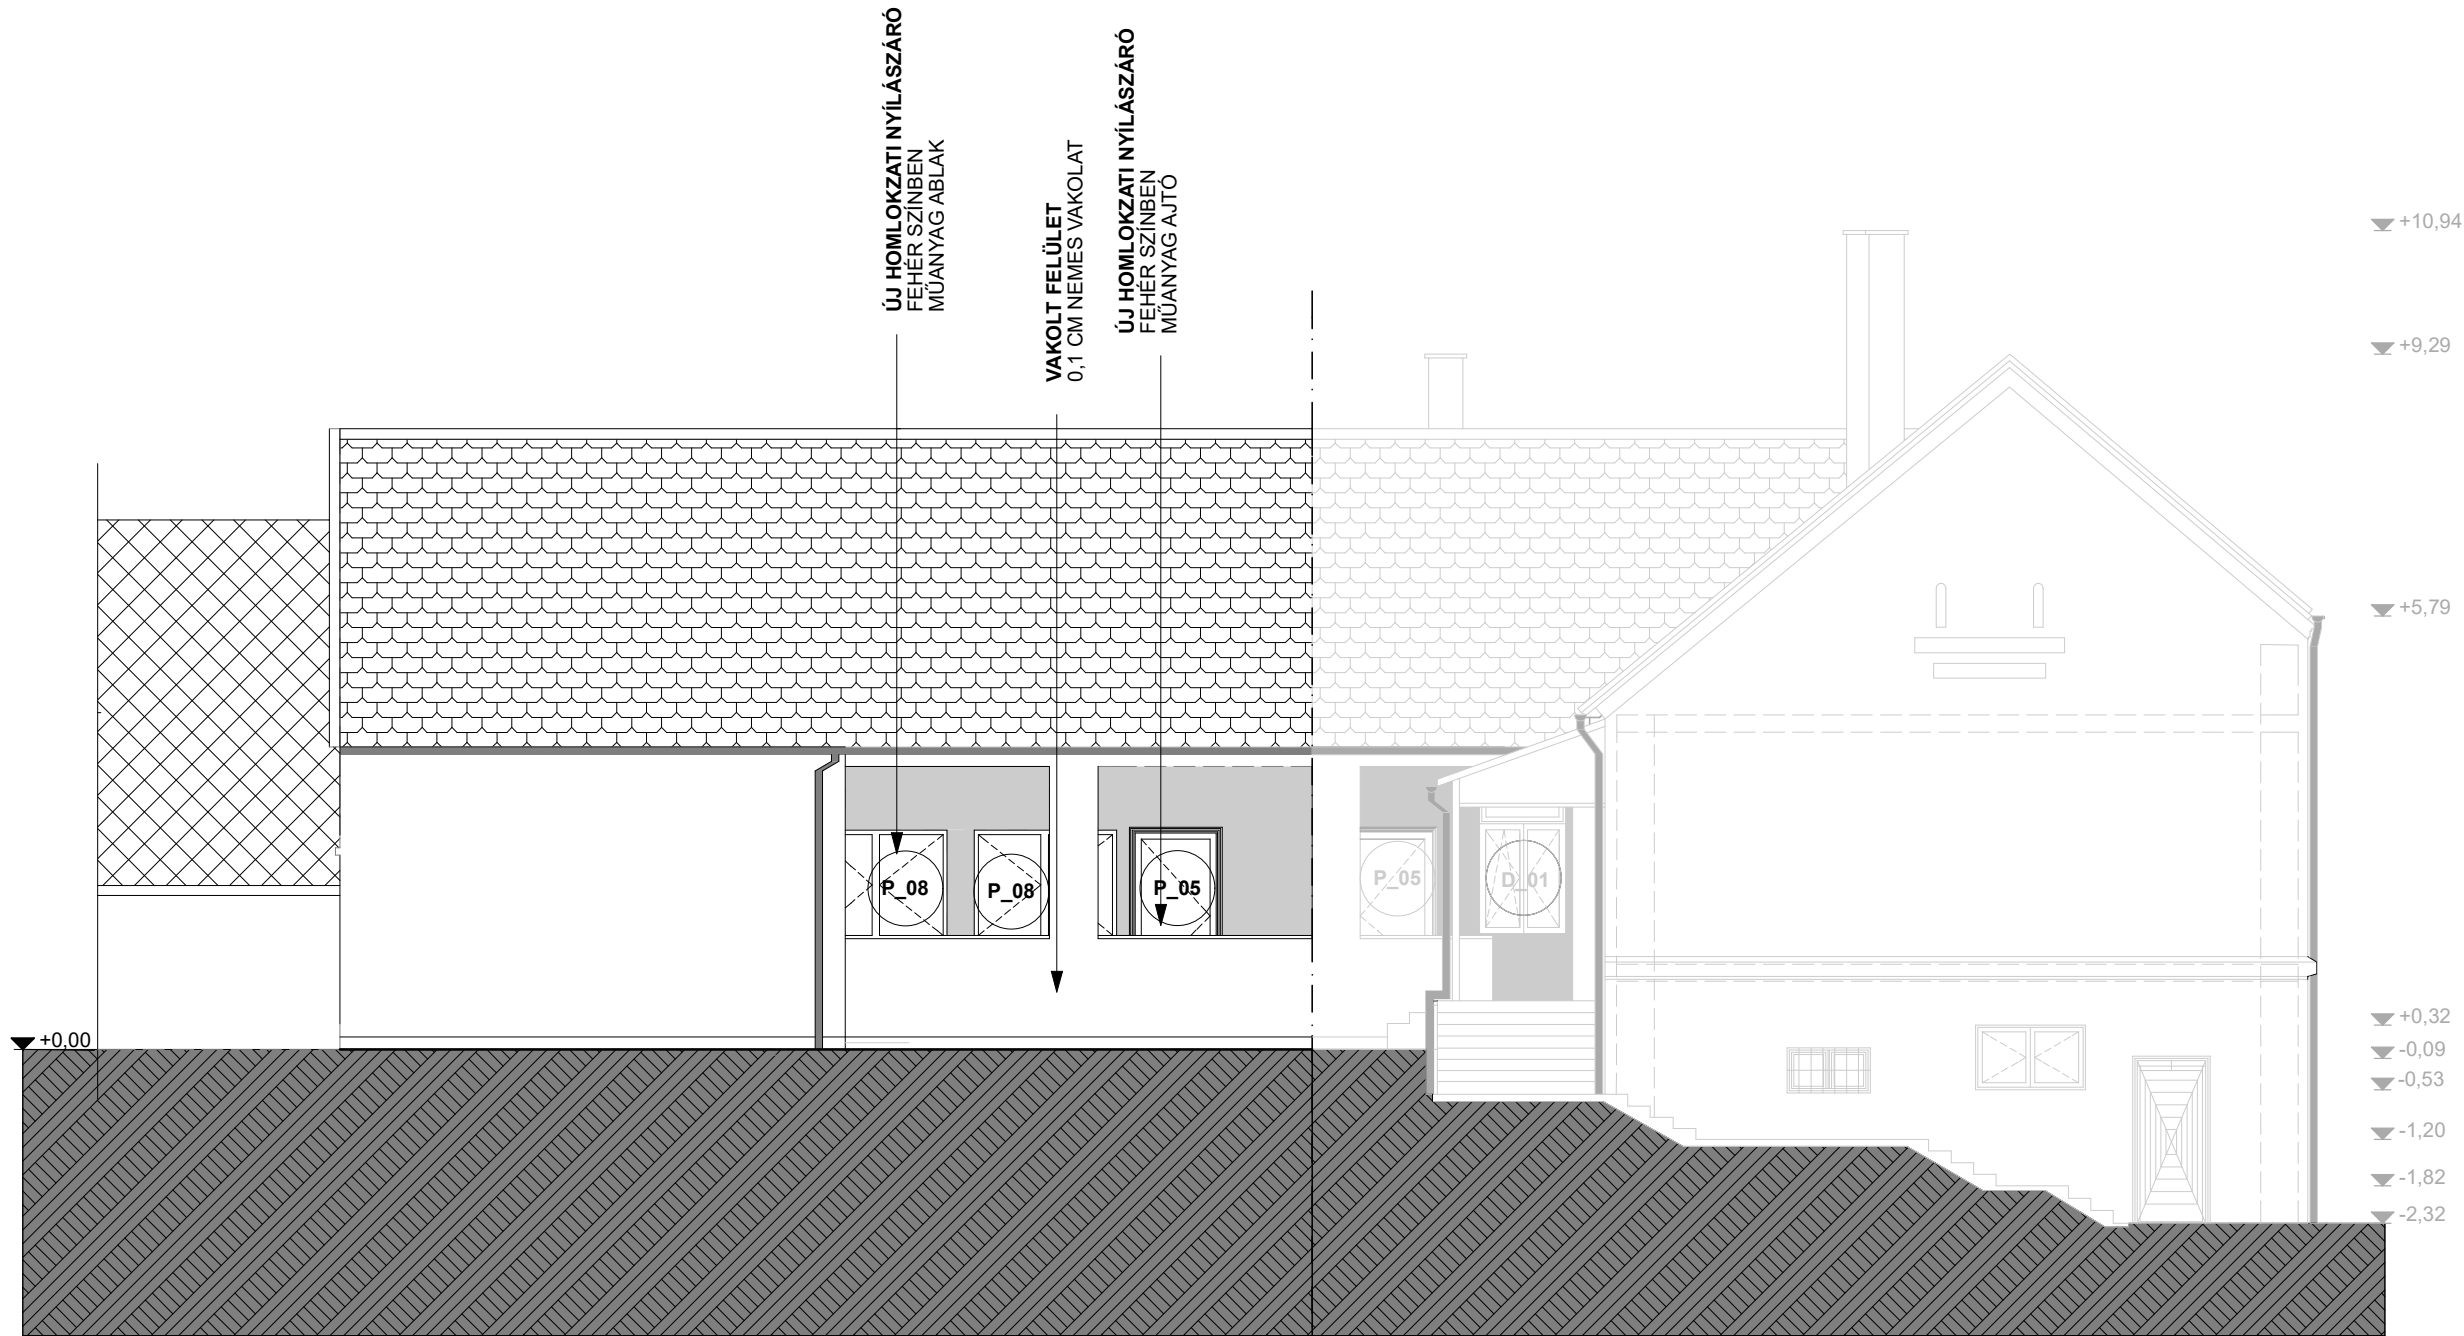 ÚJ HOMLOKZATI NYÍLÁSZÁRÓ
FEHÉR SZÍNBEN
MŰANYAG ABLAK
VAKOLT FELÜLET
0,1 CM NEMES VAKOLAT
ÚJ HOMLOKZATI NYÍLÁSZÁRÓ
FEHÉR SZÍNBEN
MŰANYAG AJTÓ
+10,94
+9,29
+5,79
P_08
P_08
P_05
P_05
D_01
+0,00
+0,32
-0,09
-0,53
-1,20
-1,82
-2,32